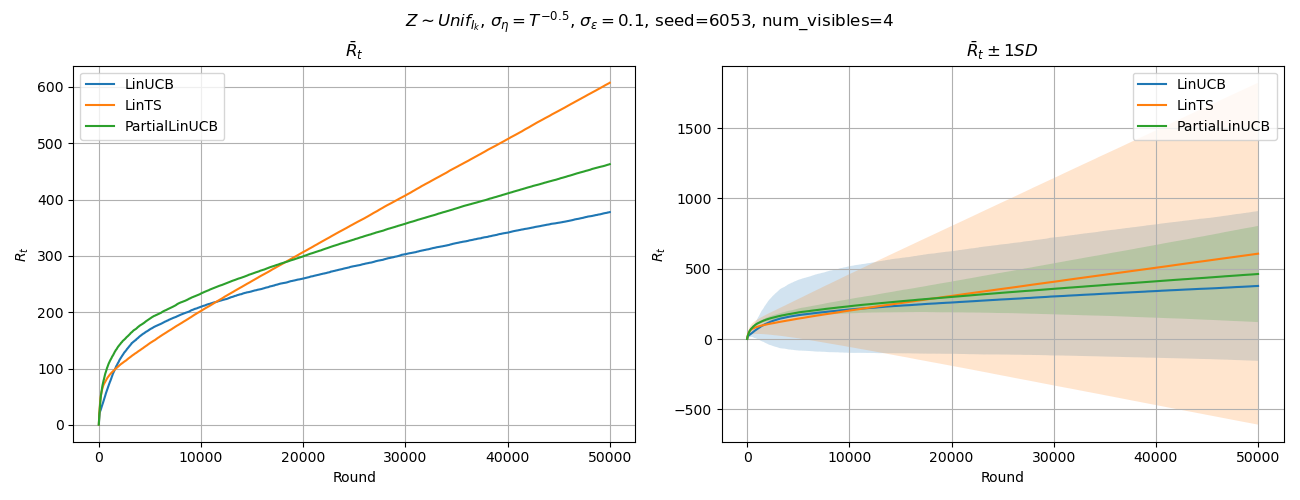 Z ∼ Unif_{I_k}, σ_η = T^{−0.5}, σ_ε = 0.1, seed=6053, num_visibles=4
R̄_t
R_t
600
500
400
300
200
100
0
LinUCB
LinTS
PartialLinUCB
0 10000 20000 30000 40000 50000
Round
R̄_t ± 1SD
R_t
1500
1000
500
0
−500
LinUCB
LinTS
PartialLinUCB
0 10000 20000 30000 40000 50000
Round